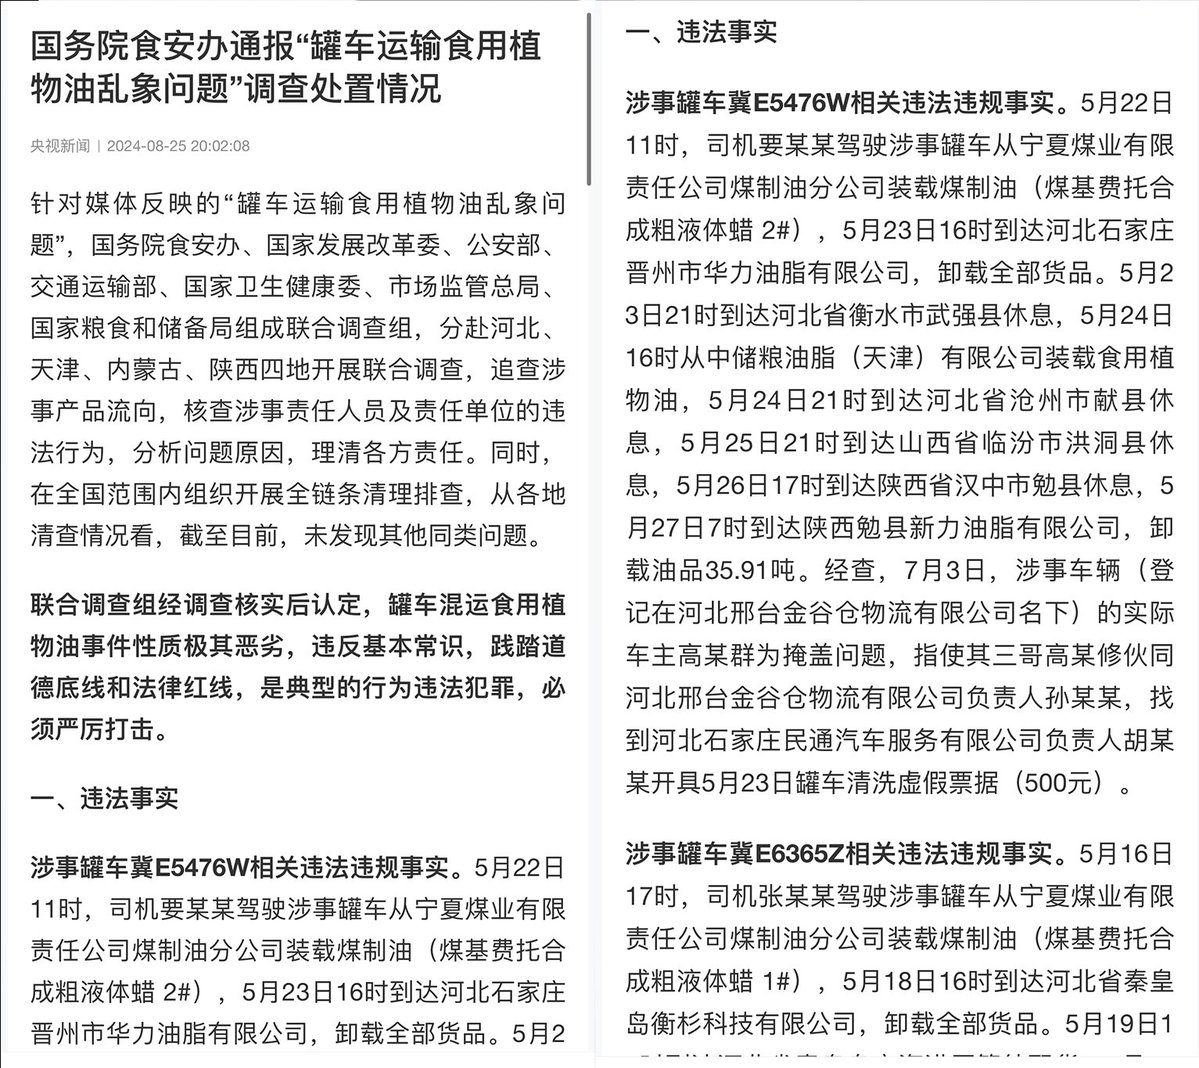 国务院食安办通报“罐车运输食用植
物油乱象问题”调查处置情况
央视新闻 | 2024-08-25 20:02:08
针对媒体反映的“罐车运输食用植物油乱象问
题”，国务院食安办、国家发展改革委、公安部、
交通运输部、国家卫生健康委、市场监管总局、
国家粮食和储备局组成联合调查组，分赴河北、
天津、内蒙古、陕西四地开展联合调查，追查涉
事产品流向，核查涉事责任人员及责任单位的违
法行为，分析问题原因，理清各方责任。同时，
在全国范围内组织开展全链条清理排查，从各地
清查情况看，截至目前，未发现其他同类问题。
联合调查组经调查核实后认定，罐车混运食用植
物油事件性质极其恶劣，违反基本常识，践踏道
德底线和法律红线，是典型的行为违法犯罪，必
须严厉打击。
一、违法事实
涉事罐车冀E5476W相关违法违规事实。5月22日
11时，司机要某某驾驶涉事罐车从宁夏煤业有限
责任公司煤制油分公司装载煤制油（煤基费托合
成粗液体蜡 2#），5月23日16时到达河北石家庄
晋州市华力油脂有限公司，卸载全部货品。5月2
一、违法事实
涉事罐车冀E5476W相关违法违规事实。5月22日
11时，司机要某某驾驶涉事罐车从宁夏煤业有限
责任公司煤制油分公司装载煤制油（煤基费托合
成粗液体蜡 2#），5月23日16时到达河北石家庄
晋州市华力油脂有限公司，卸载全部货品。5月2
3日21时到达河北省衡水市武强县休息，5月24日
16时从中储粮油脂（天津）有限公司装载食用植
物油，5月24日21时到达河北省沧州市献县休
息，5月25日21时到达山西省临汾市洪洞县休
息，5月26日17时到达陕西省汉中市勉县休息，5
月27日7时到达陕西勉县新力油脂有限公司，卸
载油品35.91吨。经查，7月3日，涉事车辆（登
记在河北邢台金谷仓物流有限公司名下）的实际
车主高某群为掩盖问题，指使其三哥高某修伙同
河北邢台金谷仓物流有限公司负责人孙某某，找
到河北石家庄民通汽车服务有限公司负责人胡某
某开具5月23日罐车清洗虚假票据（500元）。
涉事罐车冀E6365Z相关违法违规事实。5月16日
17时，司机张某某驾驶涉事罐车从宁夏煤业有限
责任公司煤制油分公司装载煤制油（煤基费托合
成粗液体蜡 1#），5月18日16时到达河北省秦皇
岛衡杉科技有限公司，卸载全部货品。5月19日1